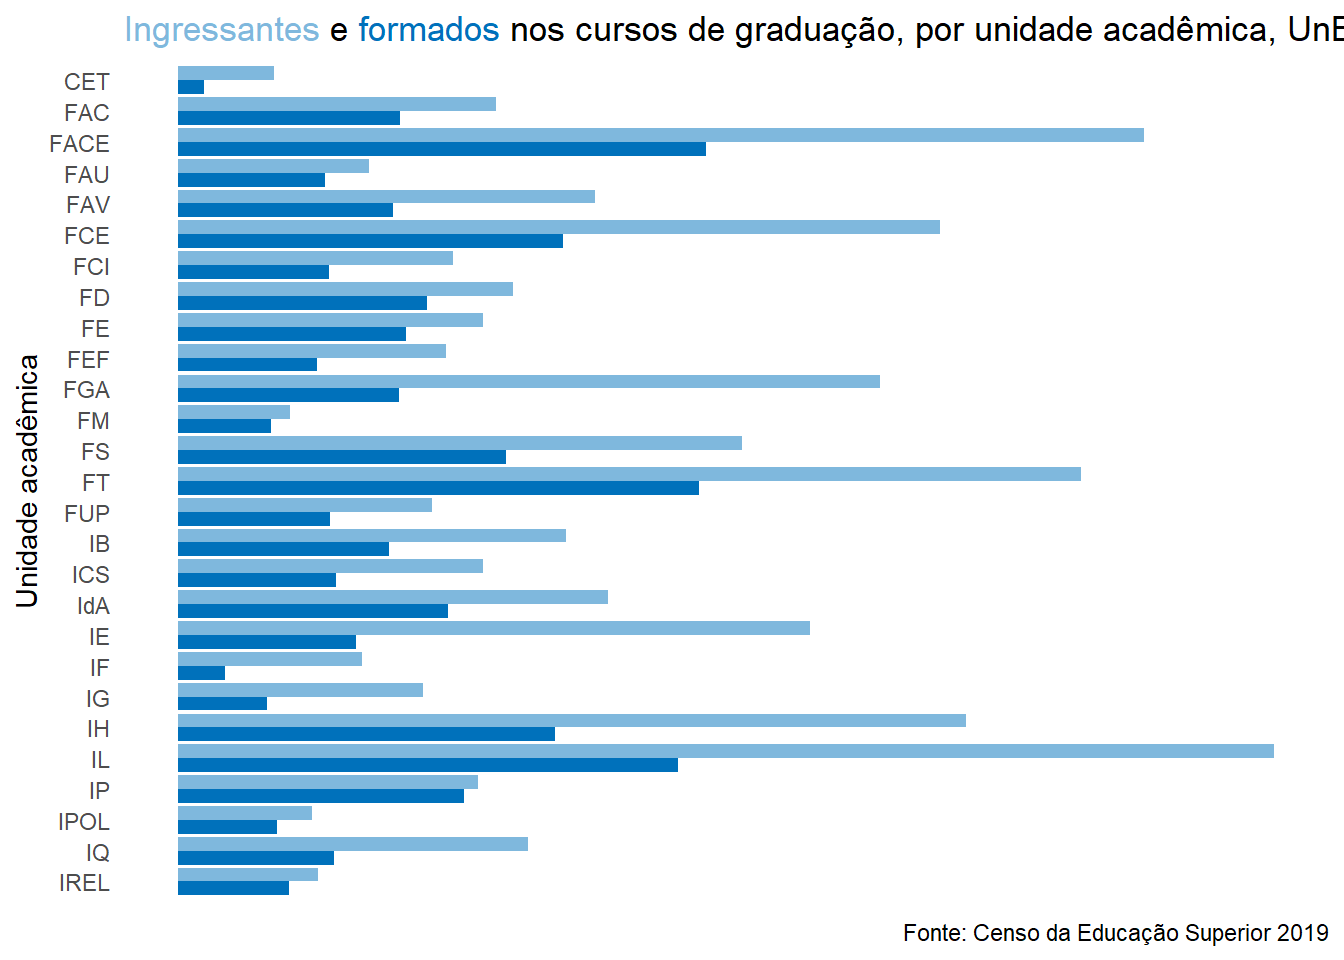 Ingressantes e formados nos cursos de graduação, por unidade acadêmica, UnB
Unidade acadêmica
CET
FAC
FACE
FAU
FAV
FCE
FCI
FD
FE
FEF
FGA
FM
FS
FT
FUP
IB
ICS
IdA
IE
IF
IG
IH
IL
IP
IPOL
IQ
IREL
Fonte: Censo da Educação Superior 2019